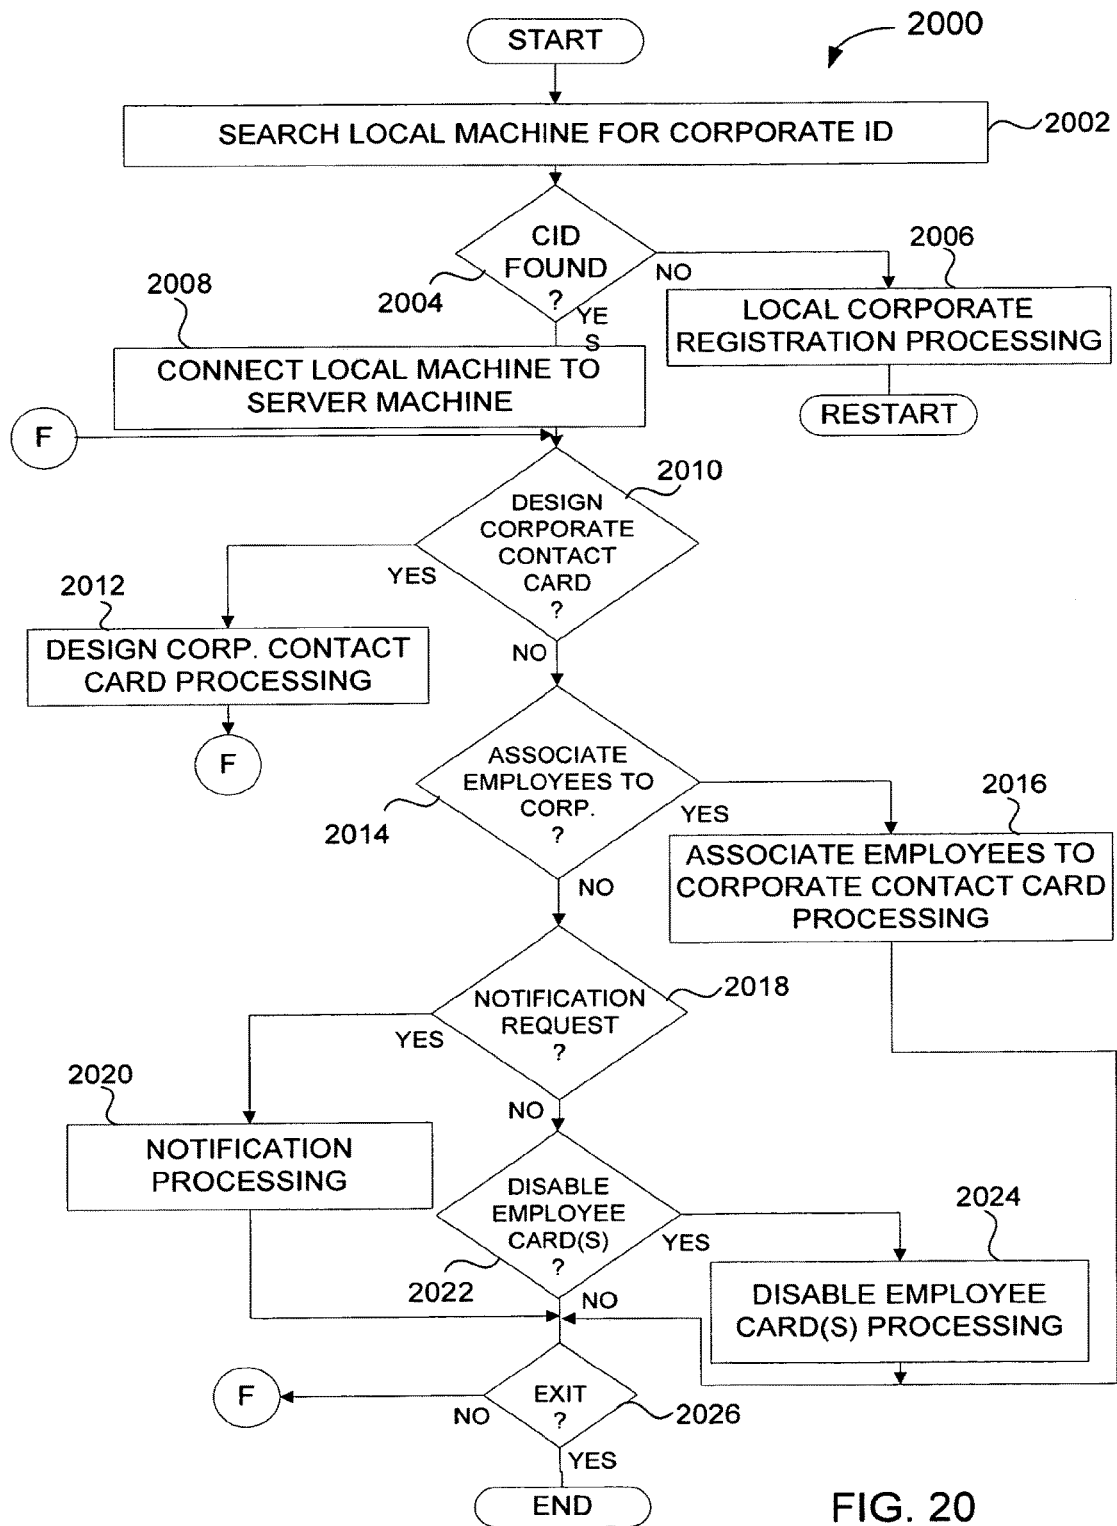 START
2000
SEARCH LOCAL MACHINE FOR CORPORATE ID
2002
CID
FOUND
?
2004
NO
2006
YE
S
2008
LOCAL CORPORATE
REGISTRATION PROCESSING
CONNECT LOCAL MACHINE TO
SERVER MACHINE
RESTART
F
2010
DESIGN
CORPORATE
CONTACT
CARD
?
YES
2012
DESIGN CORP. CONTACT
CARD PROCESSING
NO
F
ASSOCIATE
EMPLOYEES TO
CORP.
?
2014
YES
2016
ASSOCIATE EMPLOYEES TO
CORPORATE CONTACT CARD
PROCESSING
NO
NOTIFICATION
REQUEST
?
2018
YES
2020
NOTIFICATION
PROCESSING
NO
DISABLE
EMPLOYEE
CARD(S)
?
2022
YES
2024
DISABLE EMPLOYEE
CARD(S) PROCESSING
NO
F
NO
EXIT
?
2026
YES
END
FIG. 20